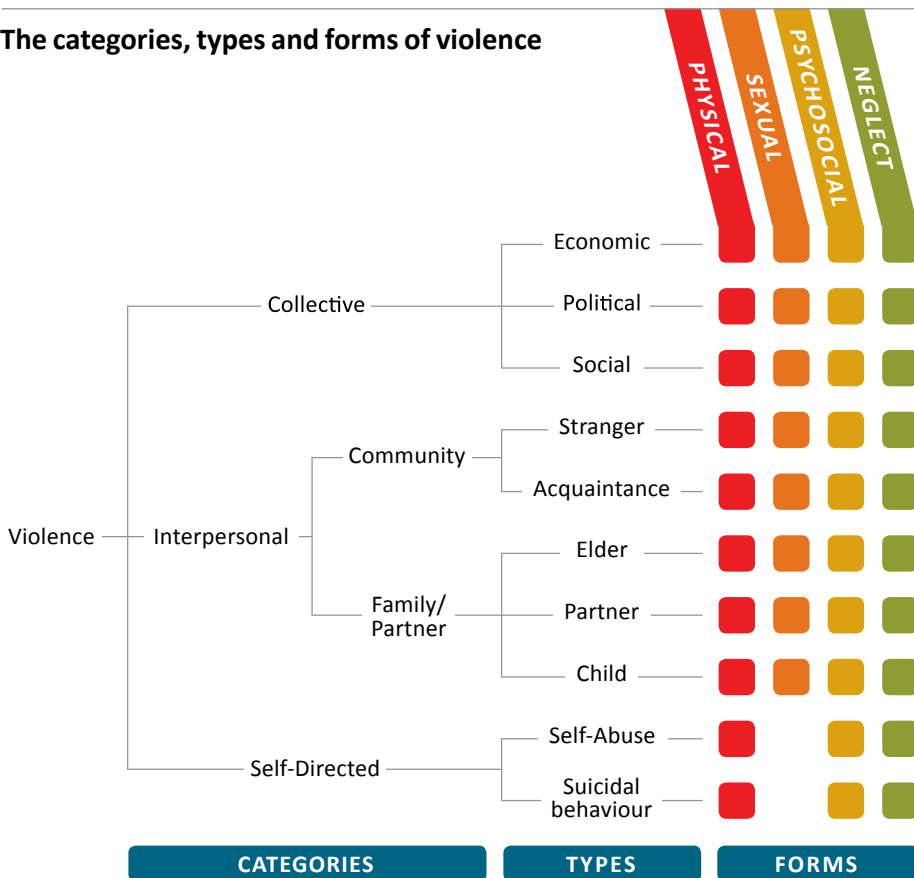 The categories, types and forms of violence
PHYSICAL
SEXUAL
PSYCHOSOCIAL
NEGLECT
Economic
Collective
Political
Social
Stranger
Community
Acquaintance
Violence
Interpersonal
Elder
Family/
Partner
Partner
Child
Self-Abuse
Self-Directed
Suicidal
behaviour
CATEGORIES
TYPES
FORMS